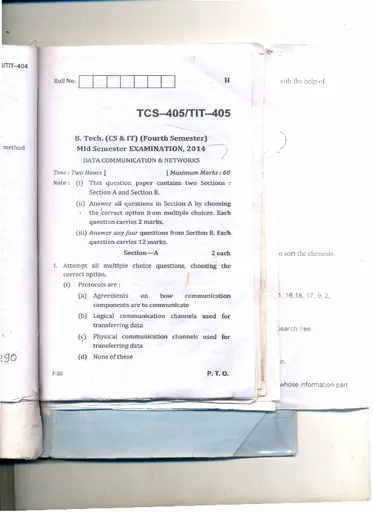 I/TIT-404
method
290
Roll No.
H
TCS-405/TIT-405
B. Tech. (CS & IT) (Fourth Semester)
Mid Semester EXAMINATION, 2014
DATA COMMUNICATION & NETWORKS
Time : Two Hours ] [ Maximum Marks : 60
Note : (i) This question paper contains two Sections :
Section A and Section B.
(ii) Answer all questions in Section A by choosing
the correct option from multiple choices. Each
question carries 2 marks.
(iii) Answer any four questions from Section B. Each
question carries 12 marks.
Section—A 2 each
1. Attempt all multiple choice questions, choosing the
correct option.
(i) Protocols are :
(a) Agreements on how communication
components are to communicate
(b) Logical communication channels used for
transferring data
(c) Physical communication channels used for
transferring data
(d) None of these
P. T. O.
with the help of
o sort the elements
1, 16,18, 17, 9, 3,
search tree
whose information part